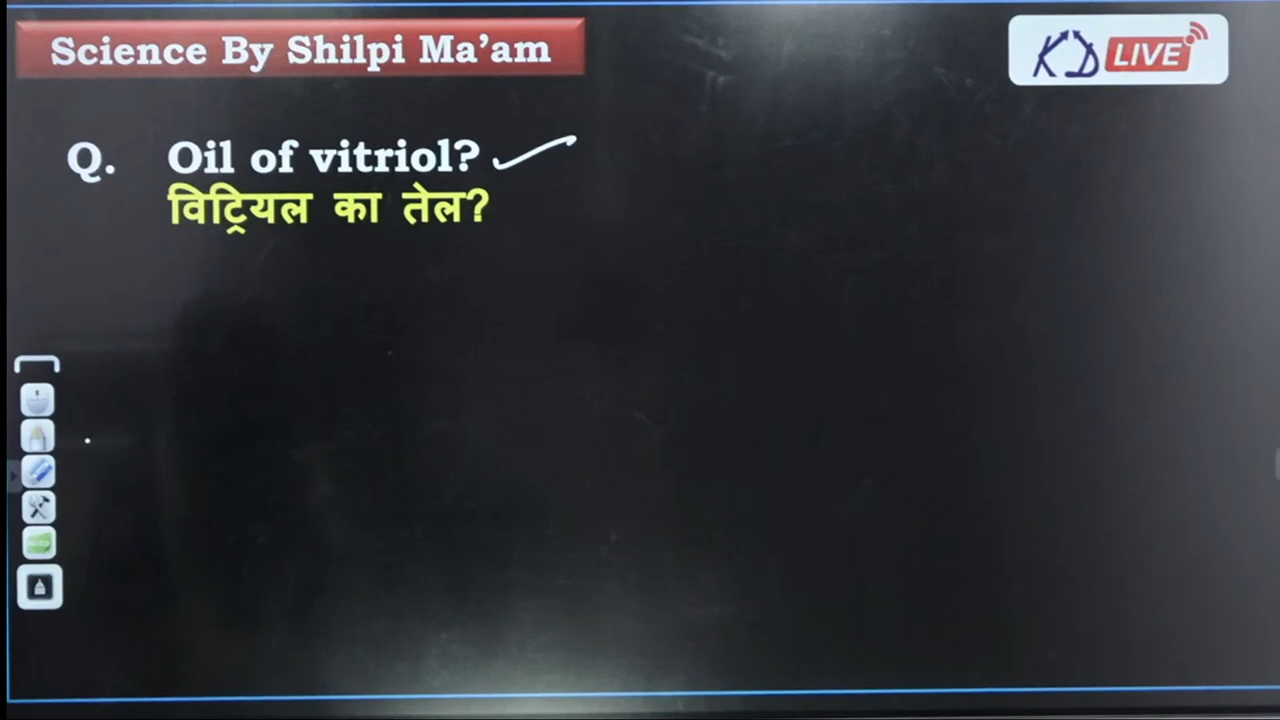 Science By Shilpi Ma’am
KD LIVE
Q. Oil of vitriol?
विट्रियल का तेल?